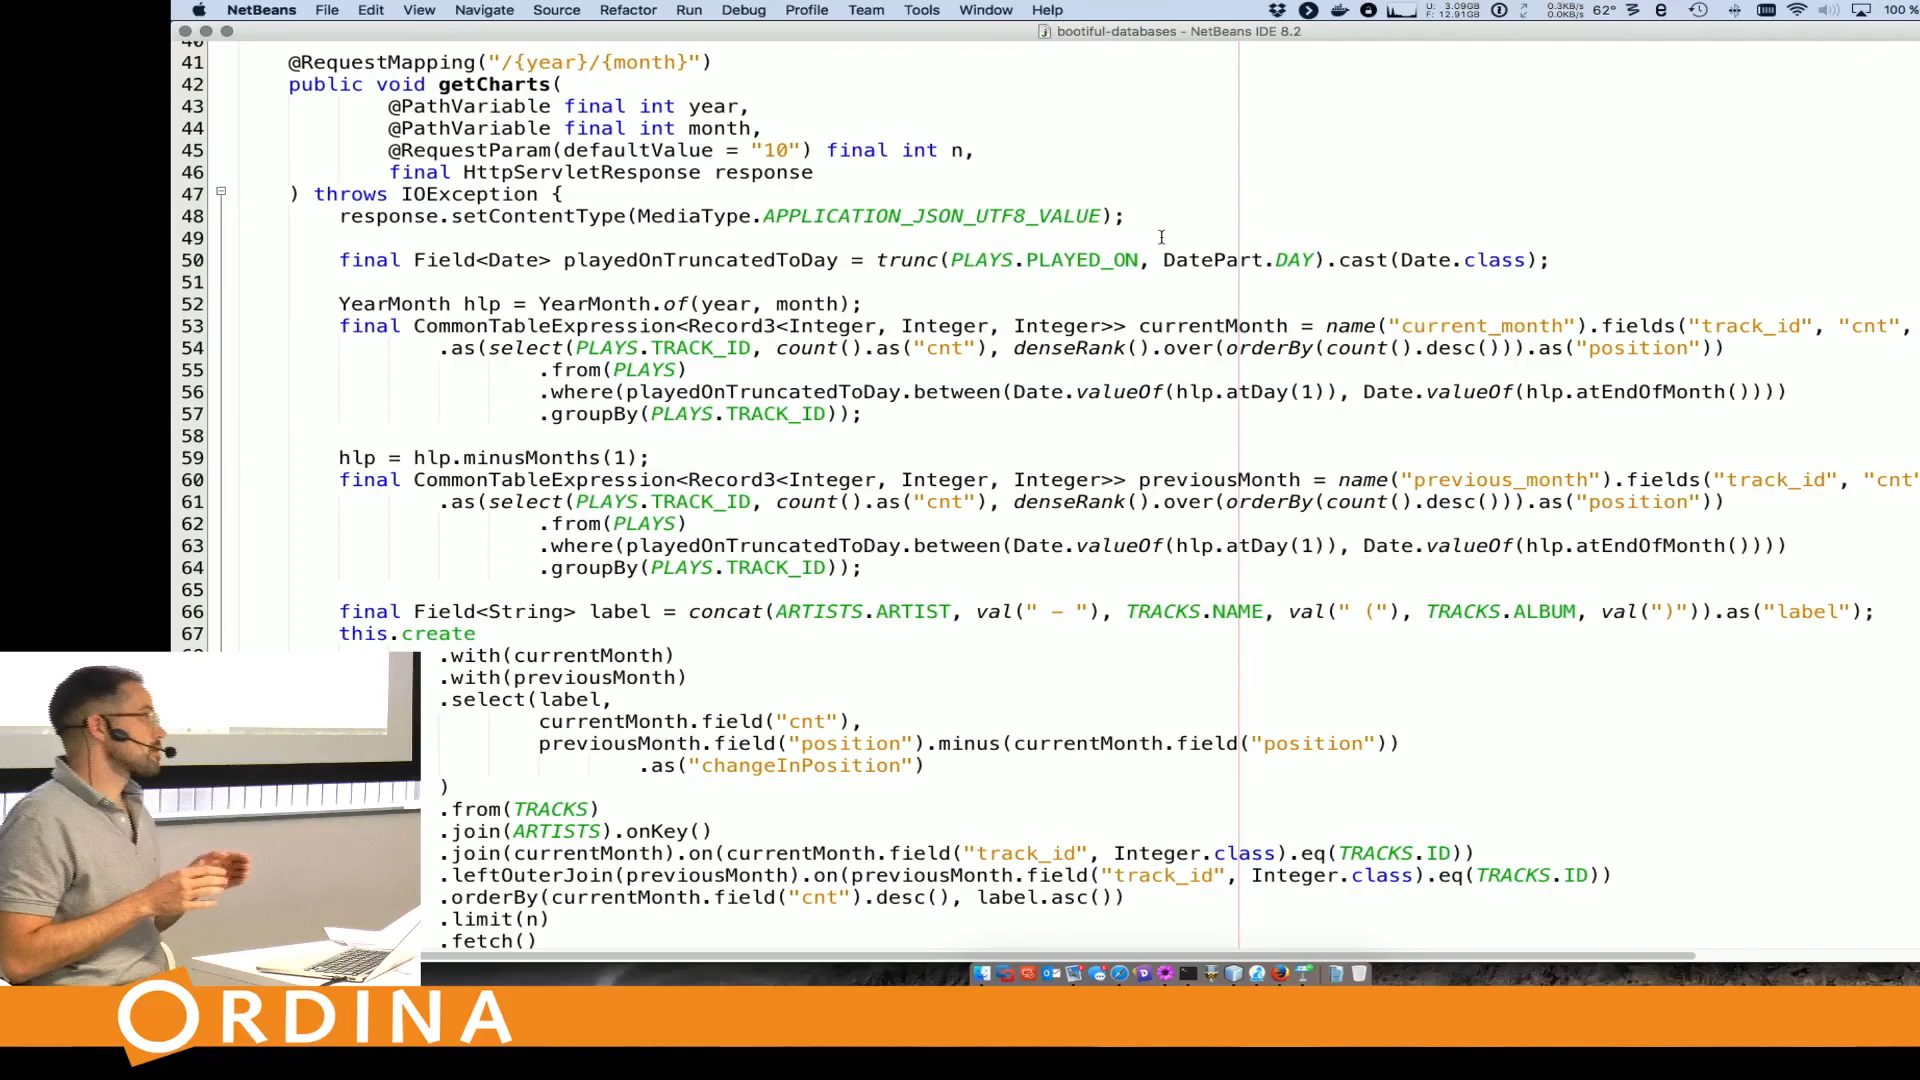 NetBeans File Edit View Navigate Source Refactor Run Debug Profile Team Tools Window Help U: 3.09GB F: 12.91GB 0.3KB/s 0.0KB/s 62° 100 %
bootiful-databases - NetBeans IDE 8.2
40
41 @RequestMapping("/{year}/{month}")
42 public void getCharts(
43 @PathVariable final int year,
44 @PathVariable final int month,
45 @RequestParam(defaultValue = "10") final int n,
46 final HttpServletResponse response
47 ) throws IOException {
48 response.setContentType(MediaType.APPLICATION_JSON_UTF8_VALUE);
49
50 final Field<Date> playedOnTruncatedToDay = trunc(PLAYS.PLAYED_ON, DatePart.DAY).cast(Date.class);
51
52 YearMonth hlp = YearMonth.of(year, month);
53 final CommonTableExpression<Record3<Integer, Integer, Integer>> currentMonth = name("current_month").fields("track_id", "cnt",
54 .as(select(PLAYS.TRACK_ID, count().as("cnt"), denseRank().over(orderBy(count().desc())).as("position"))
55 .from(PLAYS)
56 .where(playedOnTruncatedToDay.between(Date.valueOf(hlp.atDay(1)), Date.valueOf(hlp.atEndOfMonth())))
57 .groupBy(PLAYS.TRACK_ID));
58
59 hlp = hlp.minusMonths(1);
60 final CommonTableExpression<Record3<Integer, Integer, Integer>> previousMonth = name("previous_month").fields("track_id", "cnt"
61 .as(select(PLAYS.TRACK_ID, count().as("cnt"), denseRank().over(orderBy(count().desc())).as("position"))
62 .from(PLAYS)
63 .where(playedOnTruncatedToDay.between(Date.valueOf(hlp.atDay(1)), Date.valueOf(hlp.atEndOfMonth())))
64 .groupBy(PLAYS.TRACK_ID));
65
66 final Field<String> label = concat(ARTISTS.ARTIST, val(" - "), TRACKS.NAME, val(" ("), TRACKS.ALBUM, val(")")).as("label");
67 this.create
.with(currentMonth)
.with(previousMonth)
.select(label,
currentMonth.field("cnt"),
previousMonth.field("position").minus(currentMonth.field("position"))
.as("changeInPosition")
)
.from(TRACKS)
.join(ARTISTS).onKey()
.join(currentMonth).on(currentMonth.field("track_id", Integer.class).eq(TRACKS.ID))
.leftOuterJoin(previousMonth).on(previousMonth.field("track_id", Integer.class).eq(TRACKS.ID))
.orderBy(currentMonth.field("cnt").desc(), label.asc())
.limit(n)
.fetch()
ORDINA